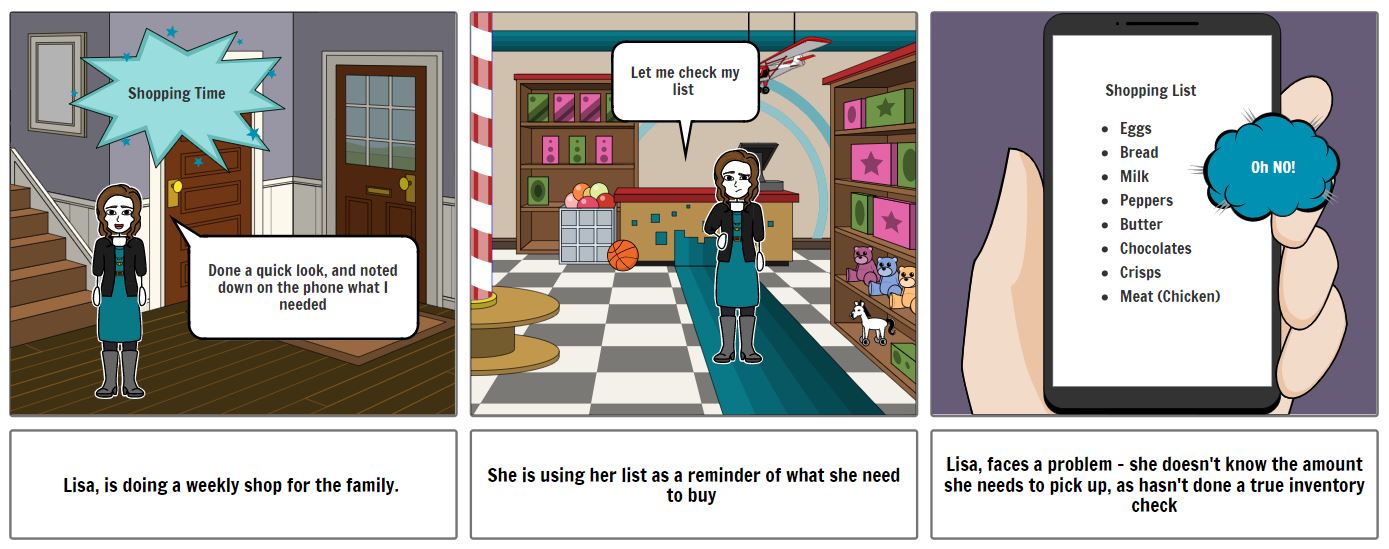 Shopping Time
Done a quick look, and noted
down on the phone what I
needed
Let me check my
list
Shopping List
• Eggs
• Bread
• Milk
• Peppers
• Butter
• Chocolates
• Crisps
• Meat (Chicken)
Oh NO!
Lisa, is doing a weekly shop for the family.
She is using her list as a reminder of what she need
to buy
Lisa, faces a problem - she doesn't know the amount
she needs to pick up, as hasn't done a true inventory
check